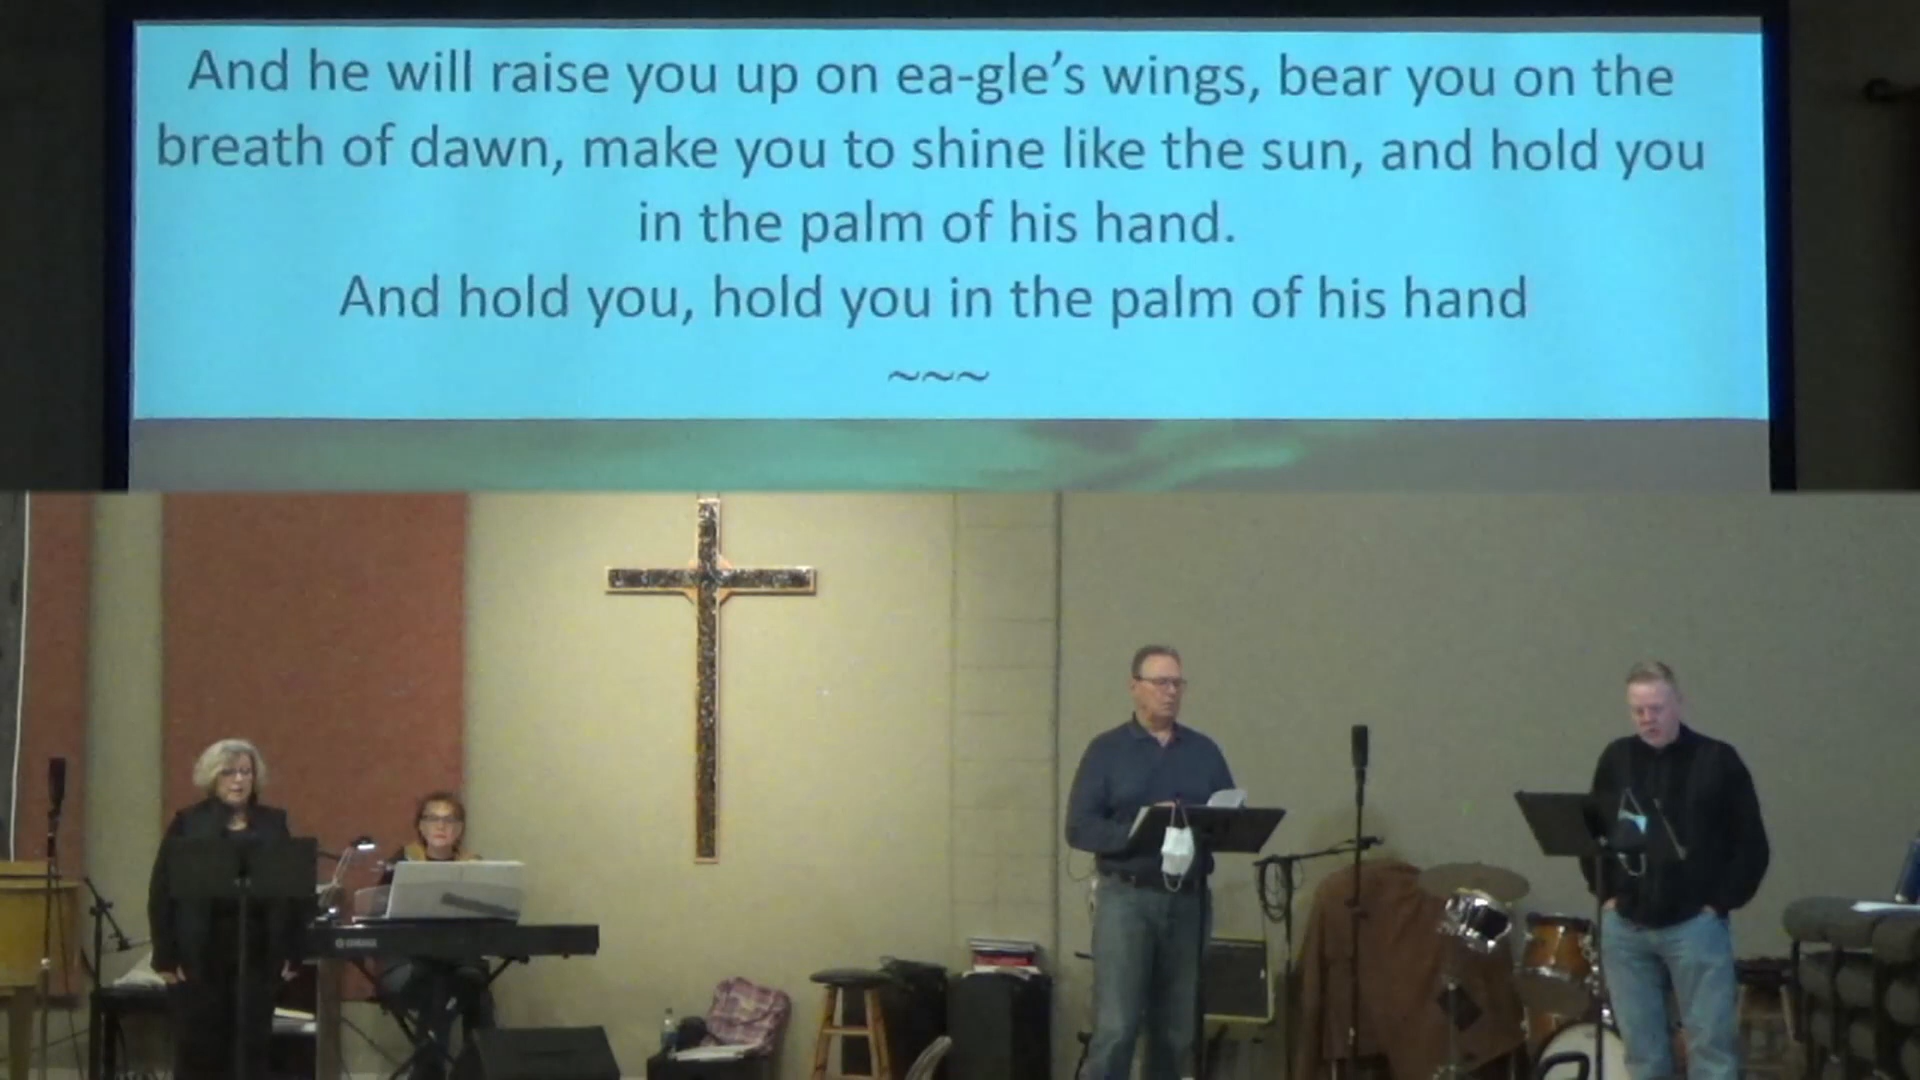 And he will raise you up on ea-gle’s wings, bear you on the
breath of dawn, make you to shine like the sun, and hold you
in the palm of his hand.
And hold you, hold you in the palm of his hand
~~~
YAMAHA